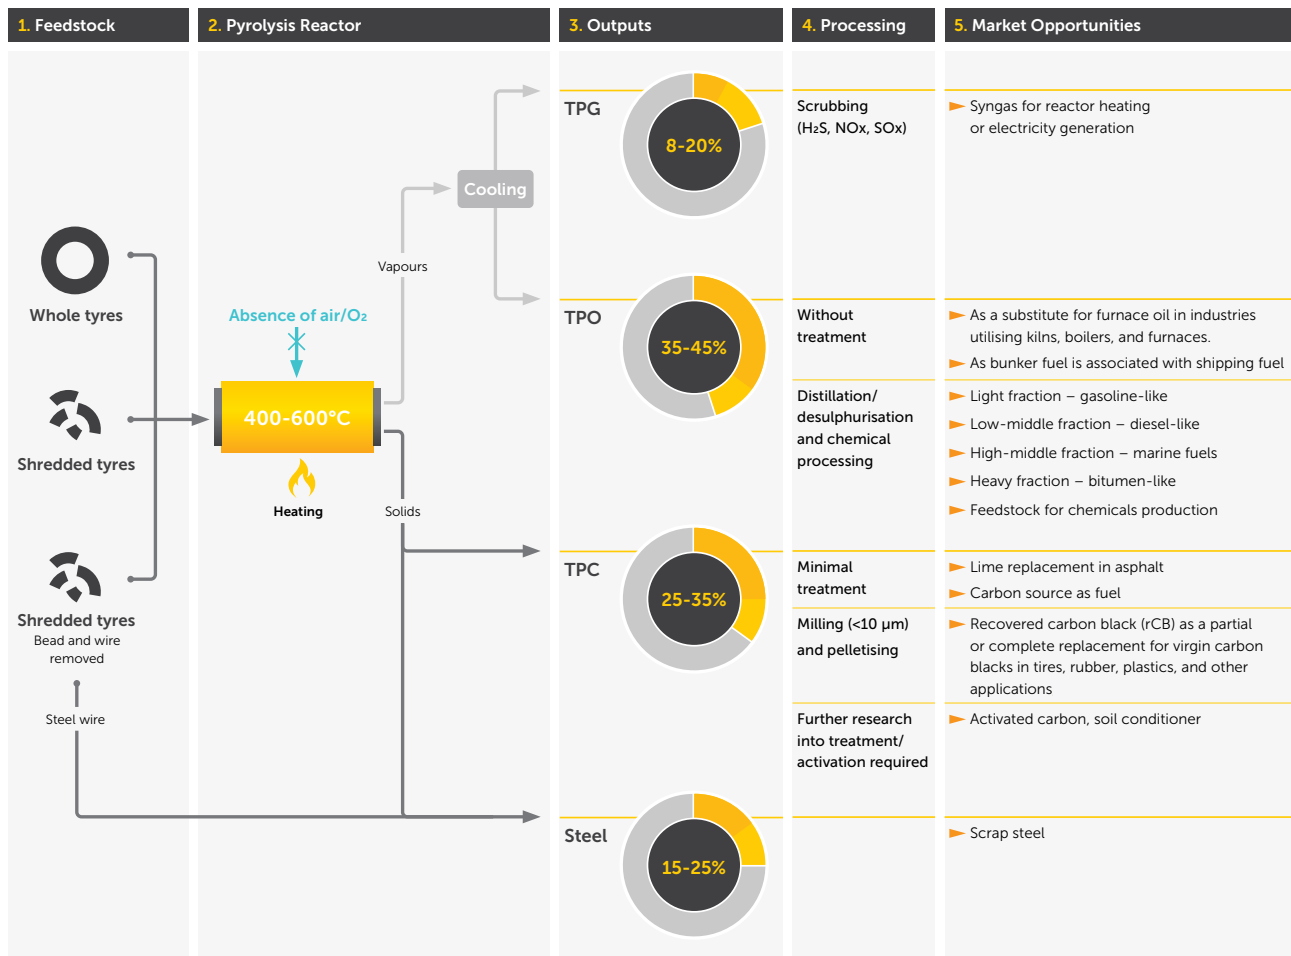 1. Feedstock
2. Pyrolysis Reactor
3. Outputs
4. Processing
5. Market Opportunities
Whole tyres
Shredded tyres
Shredded tyres
Bead and wire
removed
Steel wire
Absence of air/O₂
400-600°C
Heating
Vapours
Cooling
Solids
TPG
8-20%
Scrubbing
(H₂S, NOx, SOx)
Syngas for reactor heating
or electricity generation
TPO
35-45%
Without
treatment
As a substitute for furnace oil in industries
utilising kilns, boilers, and furnaces.
As bunker fuel is associated with shipping fuel
Distillation/
desulphurisation
and chemical
processing
Light fraction – gasoline-like
Low-middle fraction – diesel-like
High-middle fraction – marine fuels
Heavy fraction – bitumen-like
Feedstock for chemicals production
TPC
25-35%
Minimal
treatment
Lime replacement in asphalt
Carbon source as fuel
Milling (<10 µm)
and pelletising
Recovered carbon black (rCB) as a partial
or complete replacement for virgin carbon
blacks in tires, rubber, plastics, and other
applications
Further research
into treatment/
activation required
Activated carbon, soil conditioner
Steel
15-25%
Scrap steel